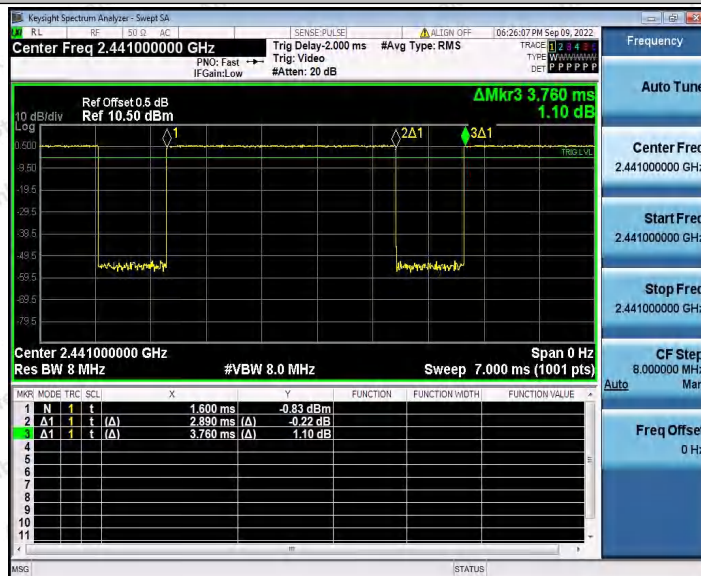 Keysight Spectrum Analyzer - Swept SA
RL RF 50 Ω AC SENSE:PULSE ALIGN OFF 06:26:07 PM Sep 09, 2022
Center Freq 2.441000000 GHz
PNO: Fast
IFGain:Low
Trig Delay-2.000 ms
Trig: Video
#Atten: 20 dB
#Avg Type: RMS
TRACE 1 2 3 4 5 6
TYPE WWWWWW
DET P P P P P P
Frequency
Auto Tune
Center Freq
2.441000000 GHz
Start Freq
2.441000000 GHz
Stop Freq
2.441000000 GHz
CF Step
8.000000 MHz
Auto Man
Freq Offset
0 Hz
ΔMkr3 3.760 ms
1.10 dB
Ref Offset 0.5 dB
10 dB/div Ref 10.50 dBm
Log
1
2Δ1
3Δ1
TRIG LVL
0.500
-9.50
-19.5
-29.5
-39.5
-49.5
-59.5
-69.5
-79.5
Center 2.441000000 GHz Span 0 Hz
Res BW 8 MHz #VBW 8.0 MHz Sweep 7.000 ms (1001 pts)
MKR MODE TRC SCL X Y FUNCTION FUNCTION WIDTH FUNCTION VALUE
1 N 1 t 1.600 ms -0.83 dBm
2 Δ1 1 t (Δ) 2.890 ms (Δ) -0.22 dB
3 Δ1 1 t (Δ) 3.760 ms (Δ) 1.10 dB
4
5
6
7
8
9
10
11
MSG STATUS